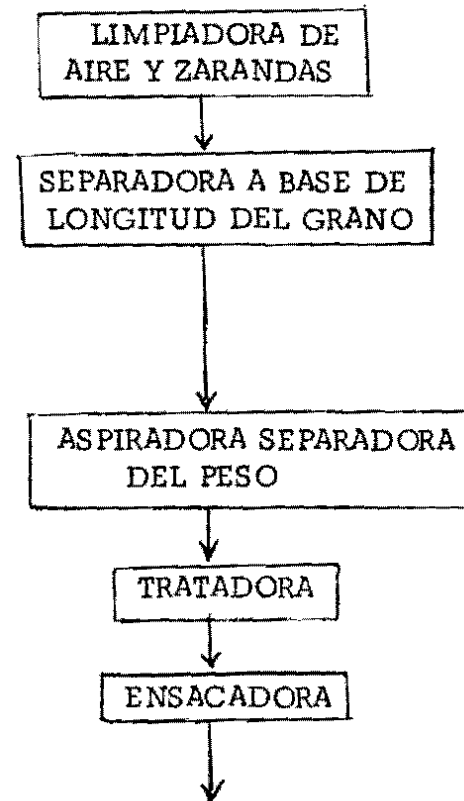 LIMPIADORA DE
AIRE Y ZARANDAS
SEPARADORA A BASE DE
LONGITUD DEL GRANO
ASPIRADORA SEPARADORA
DEL PESO
TRATADORA
ENSACADORA